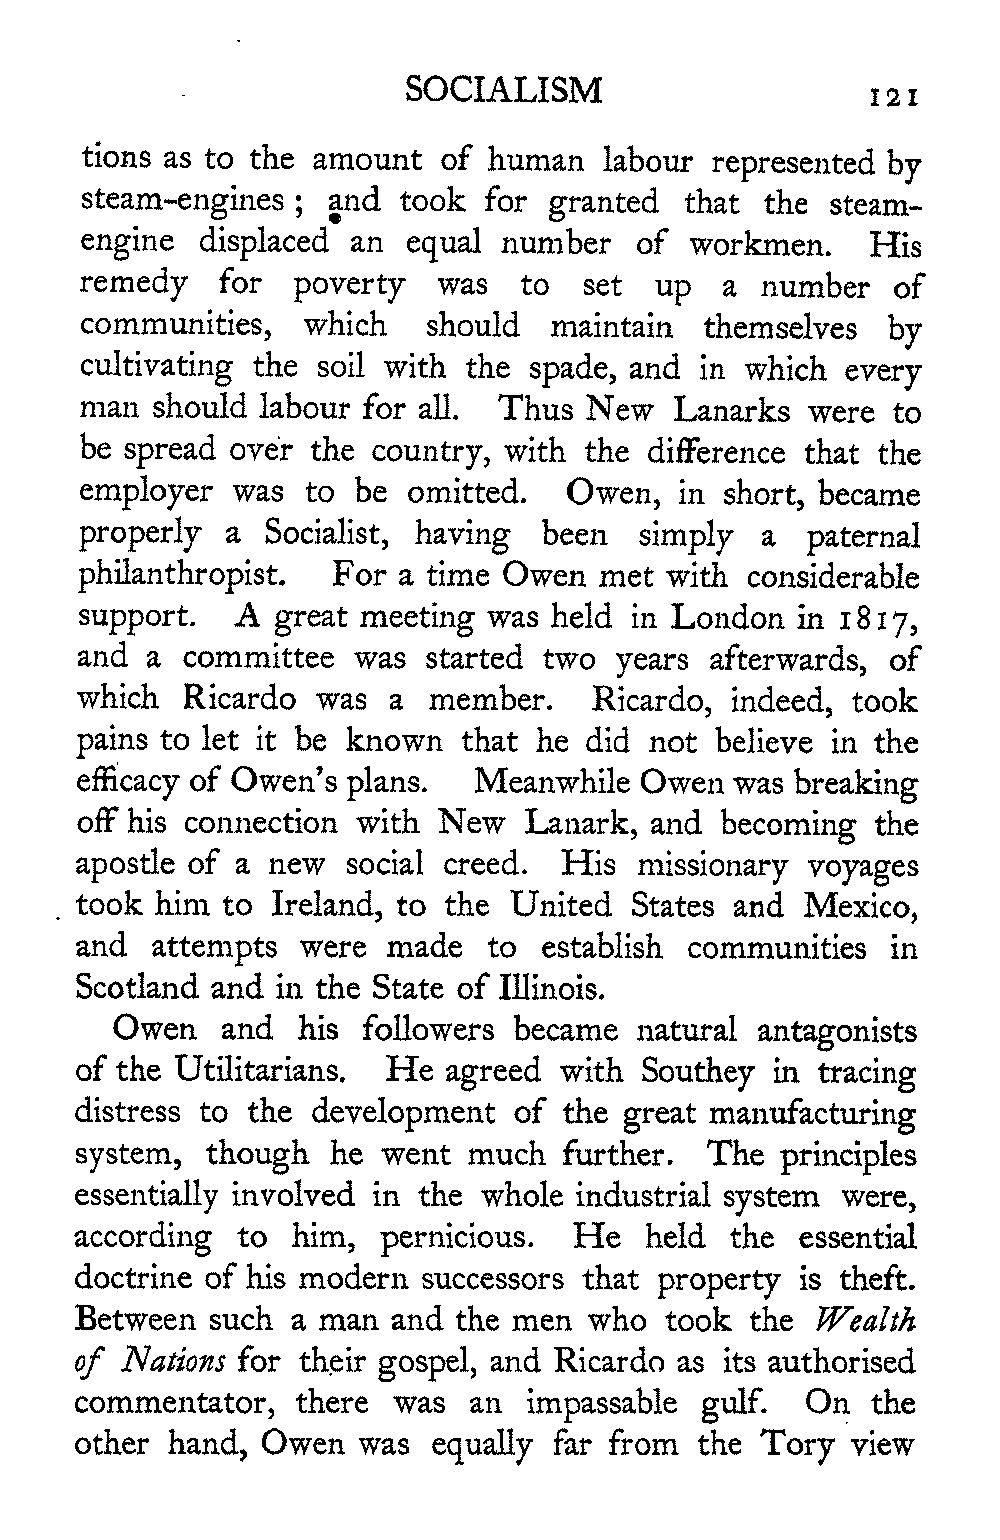 SOCIALISM 121
tions as to the amount of human labour represented by
steam-engines ; and took for granted that the steam-
engine displaced an equal number of workmen. His
remedy for poverty was to set up a number of
communities, which should maintain themselves by
cultivating the soil with the spade, and in which every
man should labour for all. Thus New Lanarks were to
be spread over the country, with the difference that the
employer was to be omitted. Owen, in short, became
properly a Socialist, having been simply a paternal
philanthropist. For a time Owen met with considerable
support. A great meeting was held in London in 1817,
and a committee was started two years afterwards, of
which Ricardo was a member. Ricardo, indeed, took
pains to let it be known that he did not believe in the
efficacy of Owen's plans. Meanwhile Owen was breaking
off his connection with New Lanark, and becoming the
apostle of a new social creed. His missionary voyages
took him to Ireland, to the United States and Mexico,
and attempts were made to establish communities in
Scotland and in the State of Illinois.
Owen and his followers became natural antagonists
of the Utilitarians. He agreed with Southey in tracing
distress to the development of the great manufacturing
system, though he went much further. The principles
essentially involved in the whole industrial system were,
according to him, pernicious. He held the essential
doctrine of his modern successors that property is theft.
Between such a man and the men who took the Wealth
of Nations for their gospel, and Ricardo as its authorised
commentator, there was an impassable gulf. On the
other hand, Owen was equally far from the Tory view